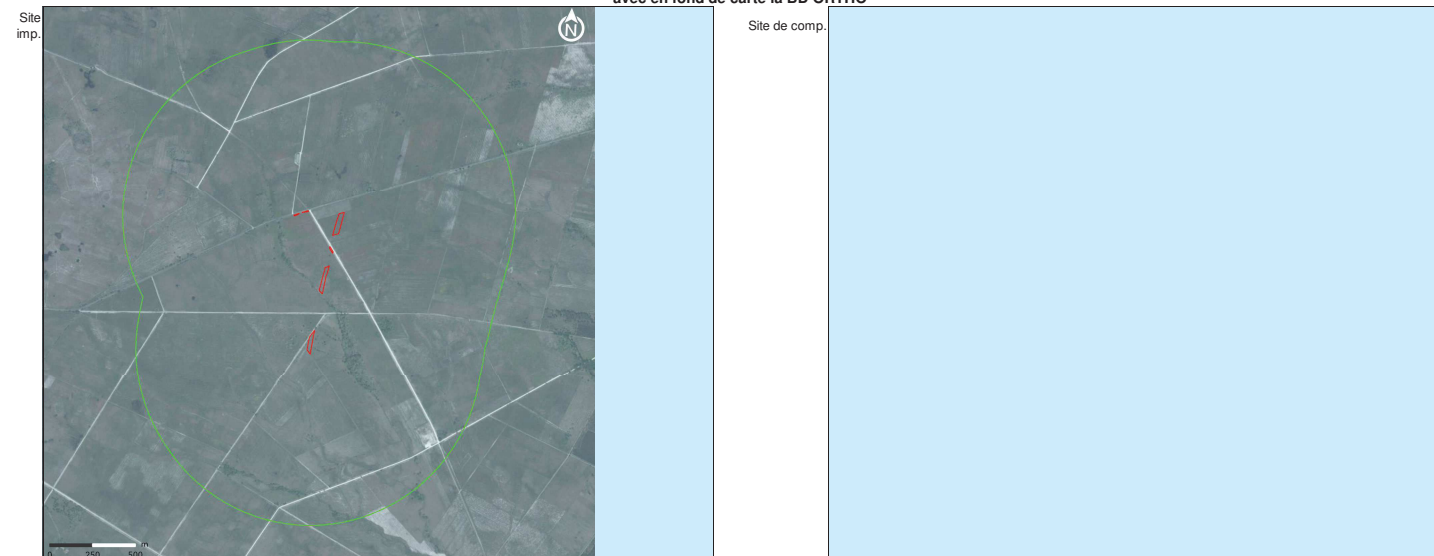 avec en fond de carte la BD ORTHO
Site
imp.
N
Site de comp.
m
0 250 500